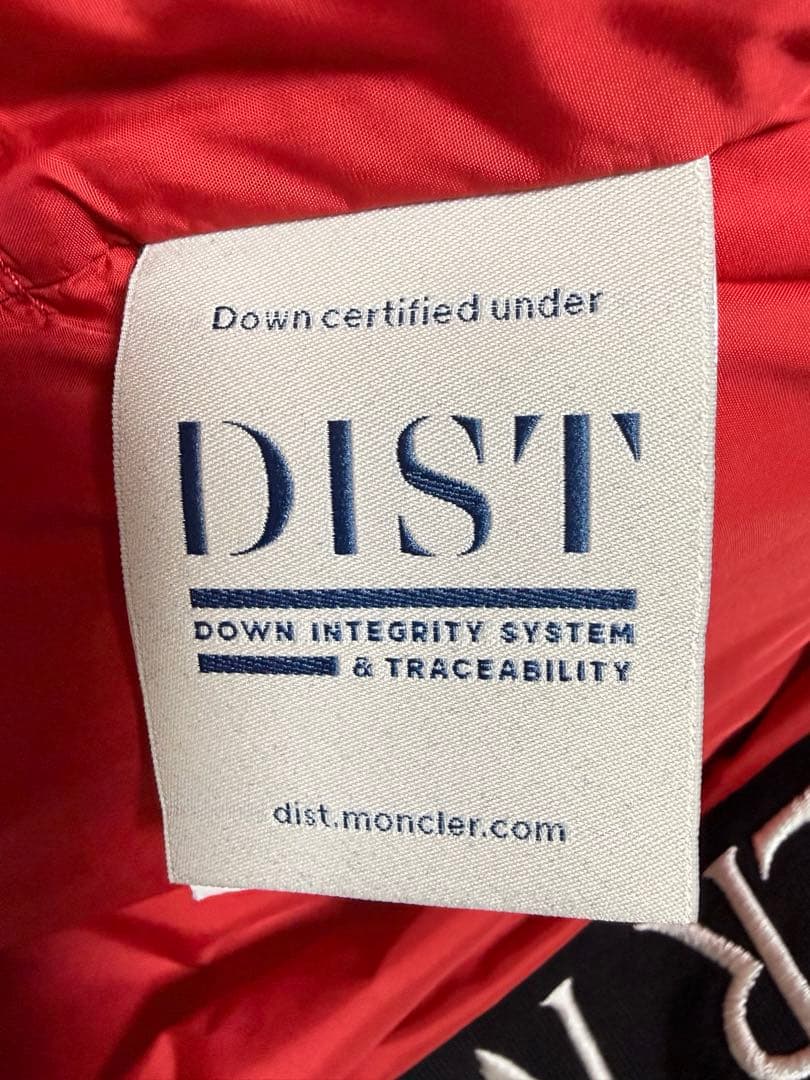 Down certified under
DIST
DOWN INTEGRITY SYSTEM
& TRACEABILITY
dist.moncler.com